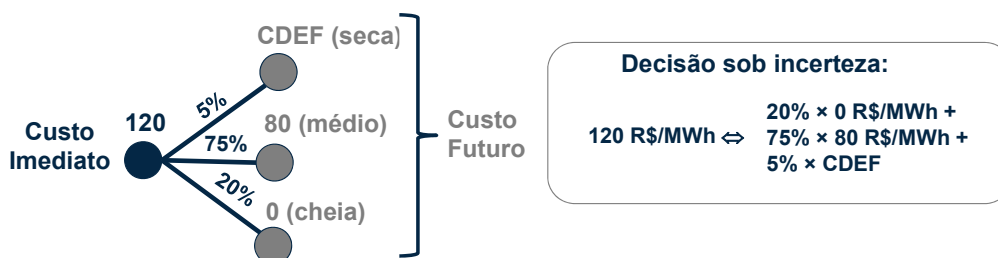 CDEF (seca)
5%
120
Custo
Imediato
80 (médio)
75%
20%
0 (cheia)
Custo
Futuro
Decisão sob incerteza:
120 R$/MWh ⇔
20% × 0 R$/MWh +
75% × 80 R$/MWh +
5% × CDEF